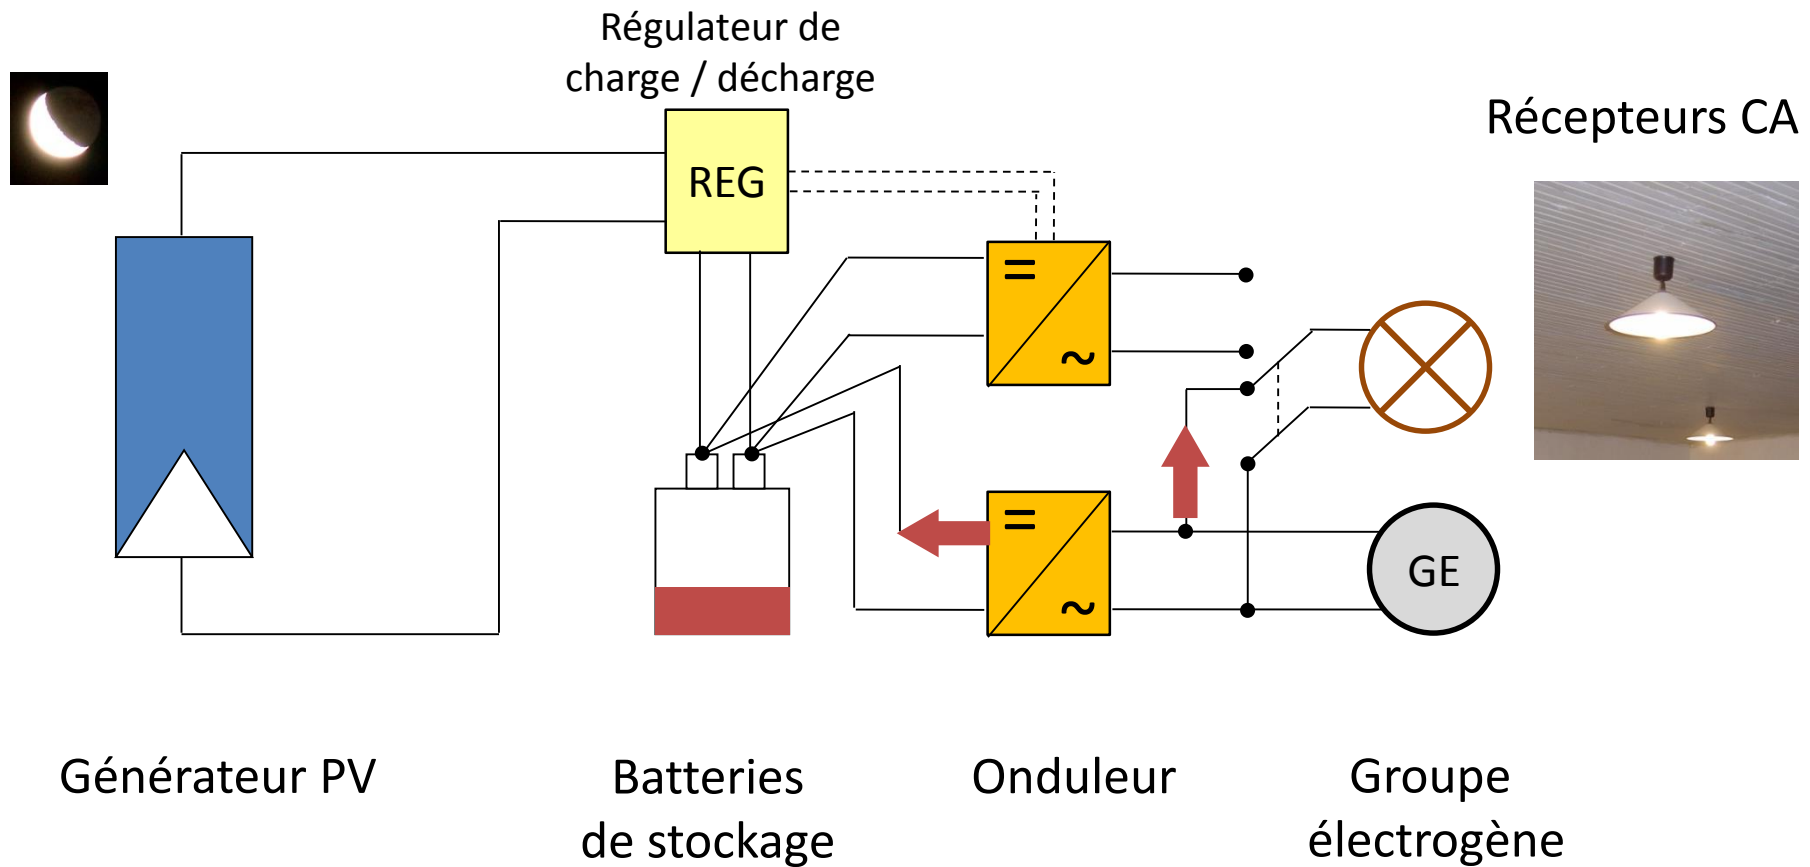 Régulateur de
charge / décharge
Récepteurs CA
REG
=
~
=
~
GE
Générateur PV
Batteries
de stockage
Onduleur
Groupe
électrogène